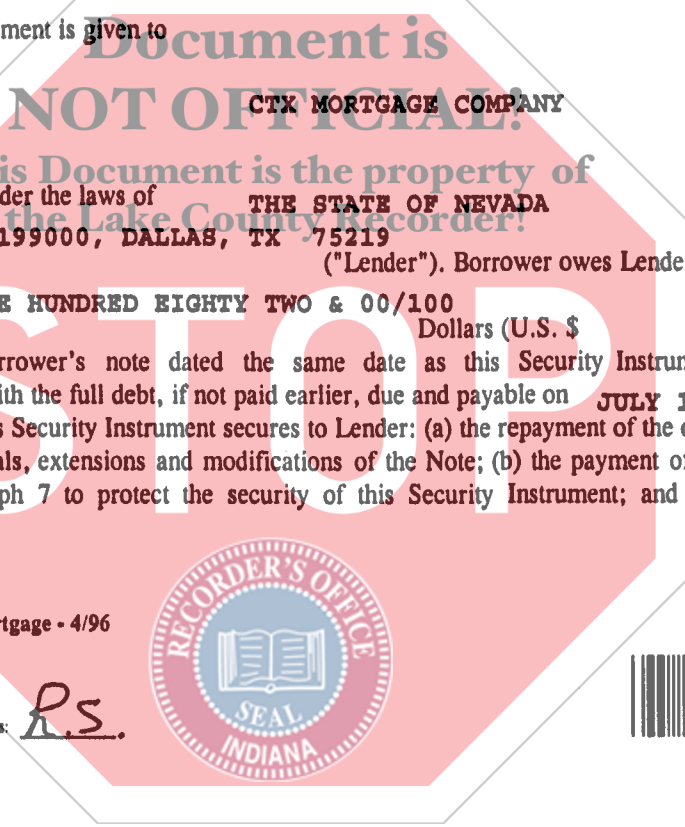 ment is given to
Document is
NOT OFFICIAL!
CTX MORTGAGE COMPANY
is Document is the property of
der the laws of THE STATE OF NEVADA
the Lake County Recorder!
199000, DALLAS, TX 75219
("Lender"). Borrower owes Lende
E HUNDRED EIGHTY TWO & 00/100
Dollars (U.S. $
STOP
rrower's note dated the same date as this Security Instrum
ith the full debt, if not paid earlier, due and payable on JULY 1
s Security Instrument secures to Lender: (a) the repayment of the
als, extensions and modifications of the Note; (b) the payment of
ph 7 to protect the security of this Security Instrument; and
RECORDER'S OFFICE
SEAL
INDIANA
rtgage - 4/96
s: R.S.